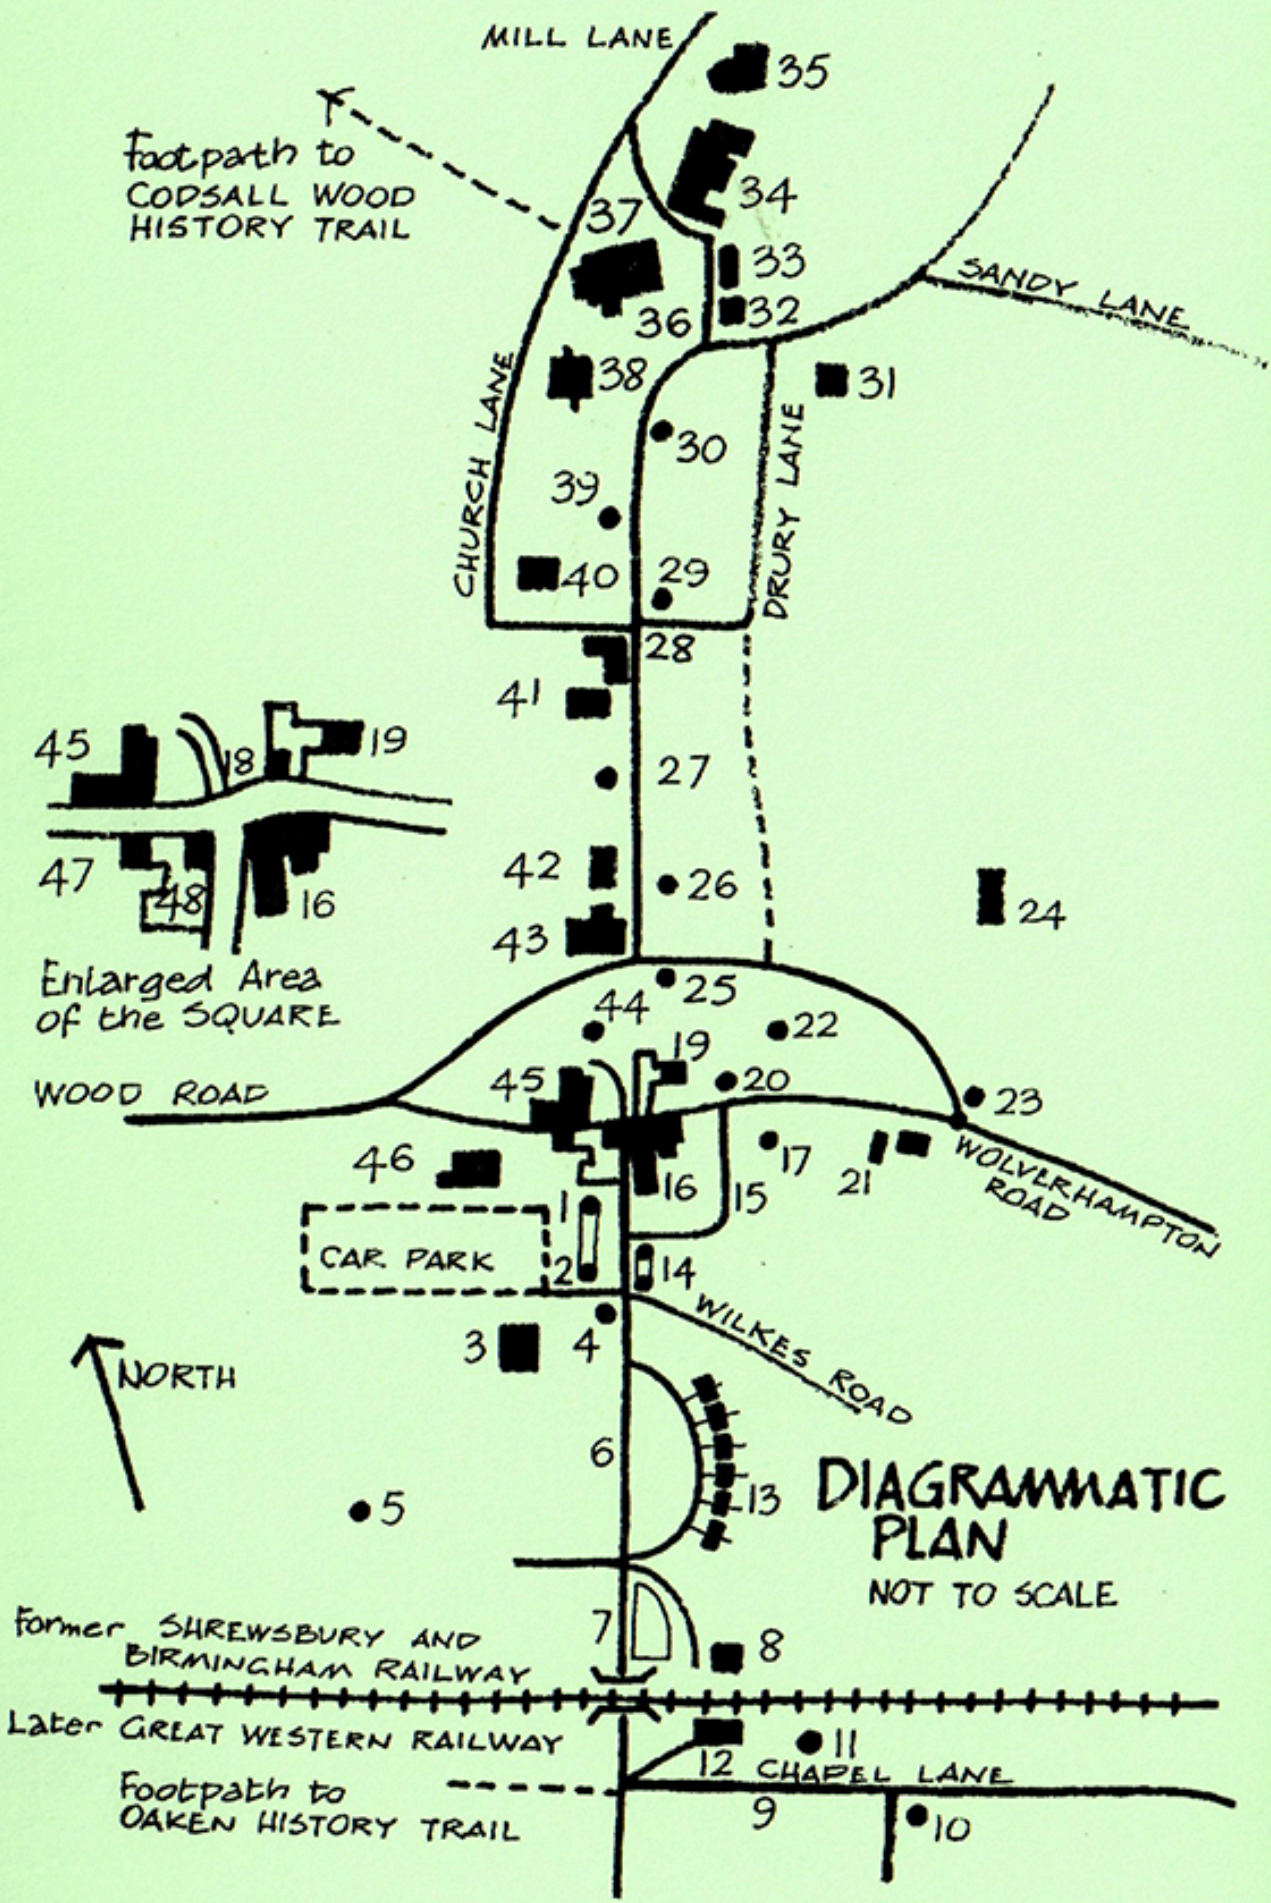 MILL LANE
35
Footpath to
CODSALL WOOD
HISTORY TRAIL
34
37
33
SANDY LANE
32
36
38
31
CHURCH LANE
30
DRURY LANE
39
40
29
28
41
45
18
19
27
47
48
16
42
26
24
43
Enlarged Area
of the SQUARE
25
44
22
19
WOOD ROAD
45
20
23
46
16
15
17
21
WOLVERHAMPTON
ROAD
1
CAR PARK
2
14
WILKES ROAD
3
4
NORTH
6
5
13
DIAGRAMMATIC
PLAN
NOT TO SCALE
7
8
Former SHREWSBURY AND
BIRMINGHAM RAILWAY
Later GREAT WESTERN RAILWAY
11
12
CHAPEL LANE
Footpath to
OAKEN HISTORY TRAIL
9
10